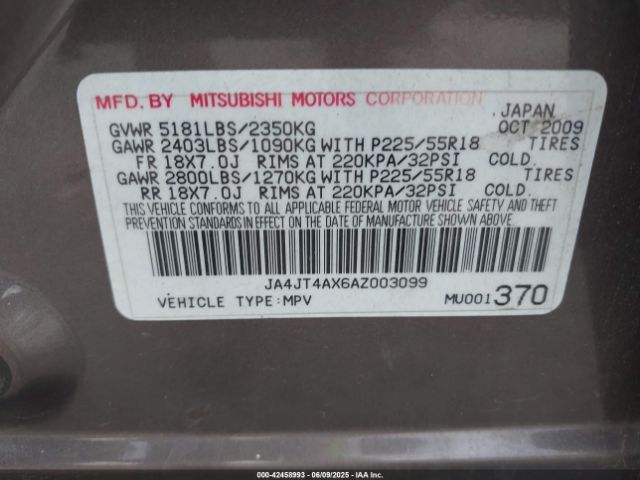 MFD. BY MITSUBISHI MOTORS CORPORATION
JAPAN
GVWR 5181LBS/2350KG OCT 2009
GAWR 2403LBS/1090KG WITH P225/55R18 TIRES
FR 18X7.0J RIMS AT 220KPA/32PSI COLD.
GAWR 2800LBS/1270KG WITH P225/55R18 TIRES
RR 18X7.0J RIMS AT 220KPA/32PSI COLD.
THIS VEHICLE CONFORMS TO ALL APPLICABLE FEDERAL MOTOR VEHICLE SAFETY AND THEFT
PREVENTION STANDARDS IN EFFECT ON THE DATE OF MANUFACTURE SHOWN ABOVE.
JA4JT4AX6AZ003099
VEHICLE TYPE:MPV MU001370
000-42458993 - 06/09/2025 - IAA Inc.